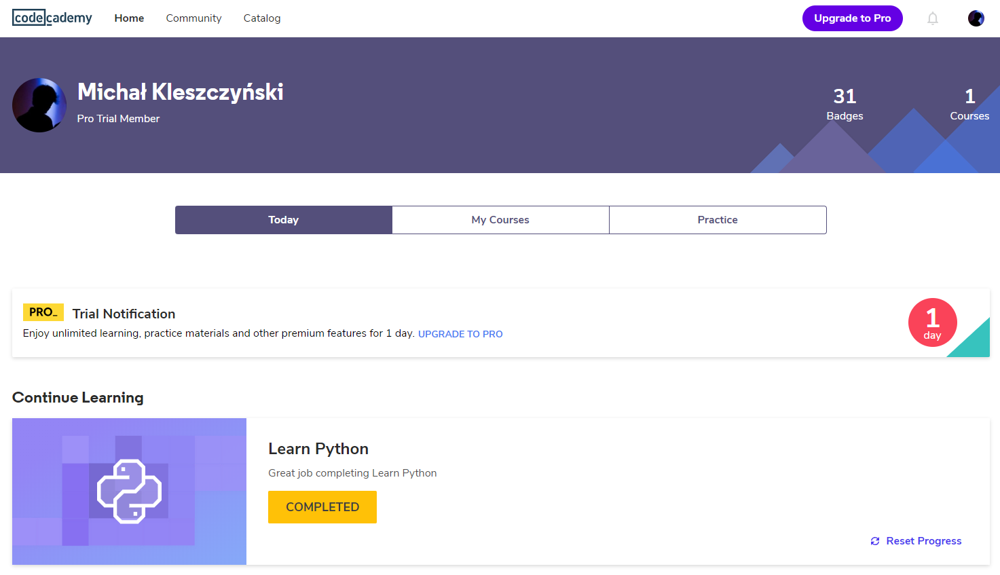 codecademy Home Community Catalog Upgrade to Pro
Michał Kleszczyński
Pro Trial Member
31
Badges
1
Courses
Today My Courses Practice
PRO_ Trial Notification
Enjoy unlimited learning, practice materials and other premium features for 1 day. UPGRADE TO PRO
1
day
Continue Learning
Learn Python
Great job completing Learn Python
COMPLETED
Reset Progress